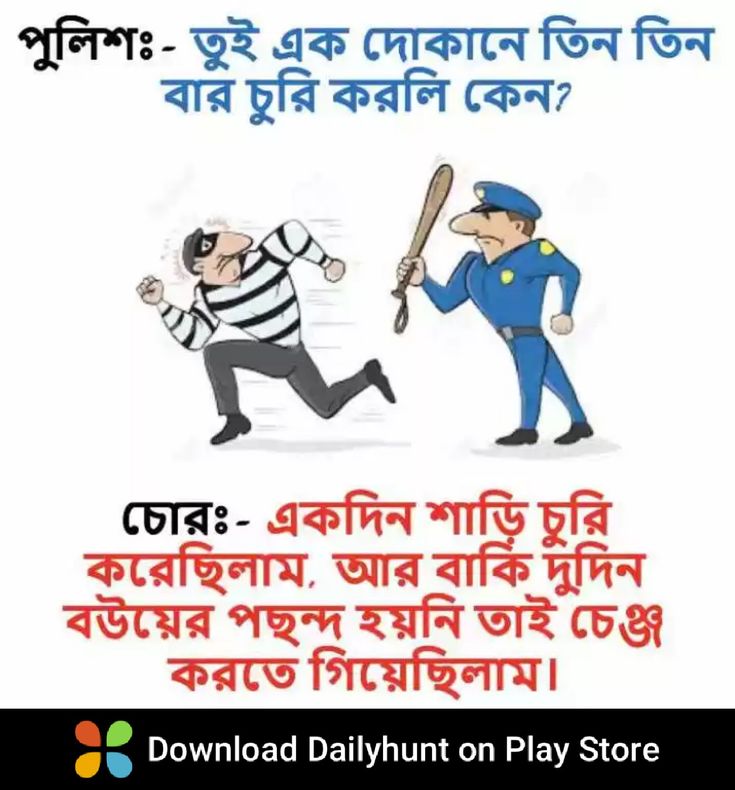 পুলিশঃ- তুই এক দোকানে তিন তিন
বার চুরি করলি কেন?
চোরঃ- একদিন শাড়ি চুরি
করেছিলাম, আর বাকি দুদিন
বউয়ের পছন্দ হয়নি তাই চেঞ্জ
করতে গিয়েছিলাম।
Download Dailyhunt on Play Store